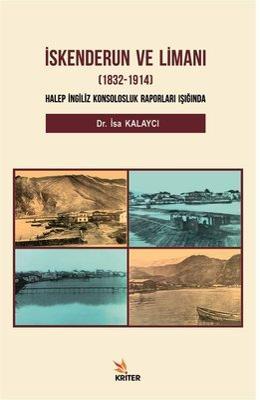 İSKENDERUN VE LİMANI
(1832-1914)
HALEP İNGİLİZ KONSOLOSLUK RAPORLARI IŞIĞINDA
Dr. İsa KALAYCI
KRİTER